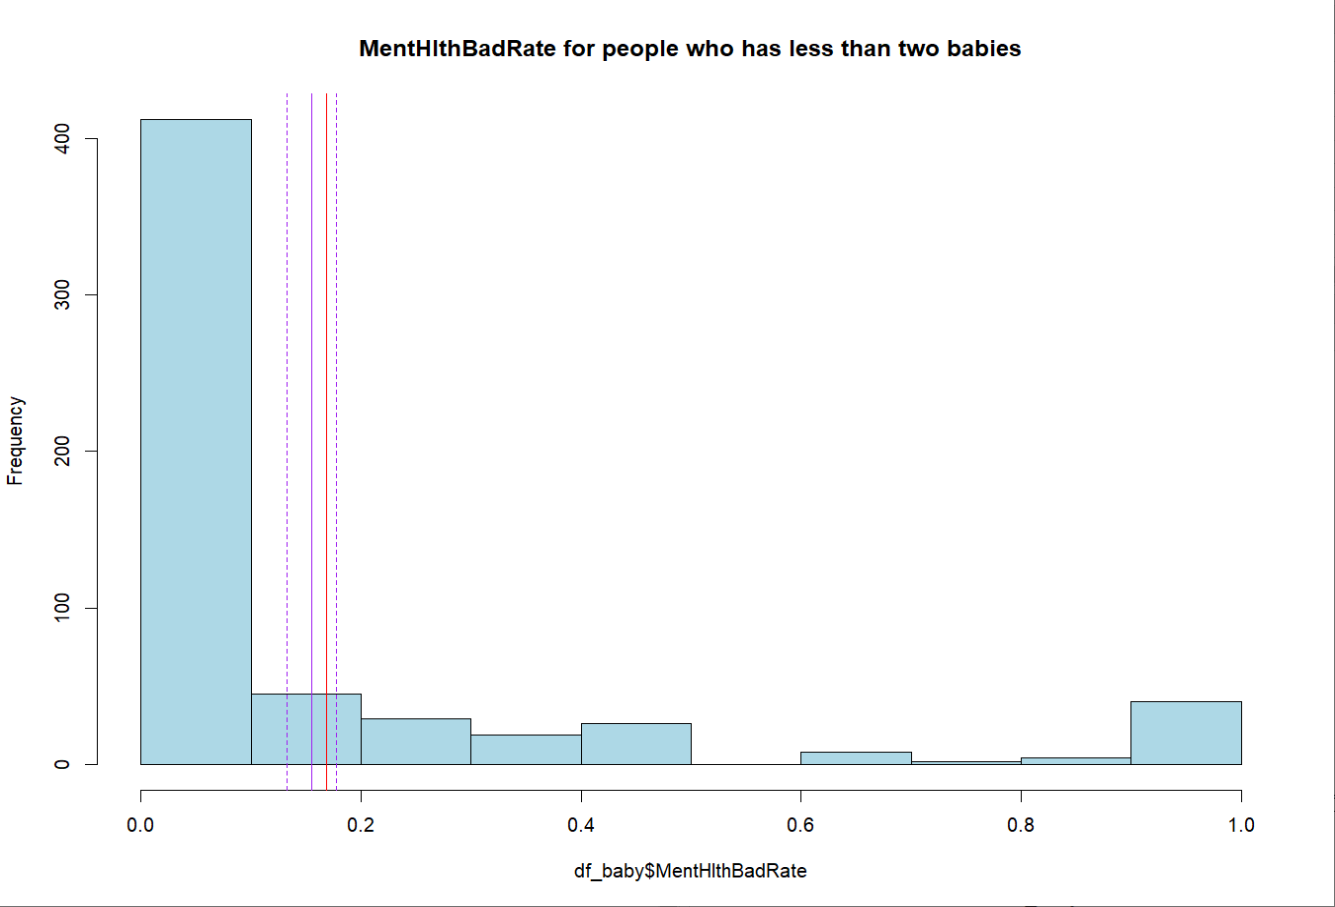 MentHlthBadRate for people who has less than two babies
Frequency
400
300
200
100
0
0.0 0.2 0.4 0.6 0.8 1.0
df_baby$MentHlthBadRate